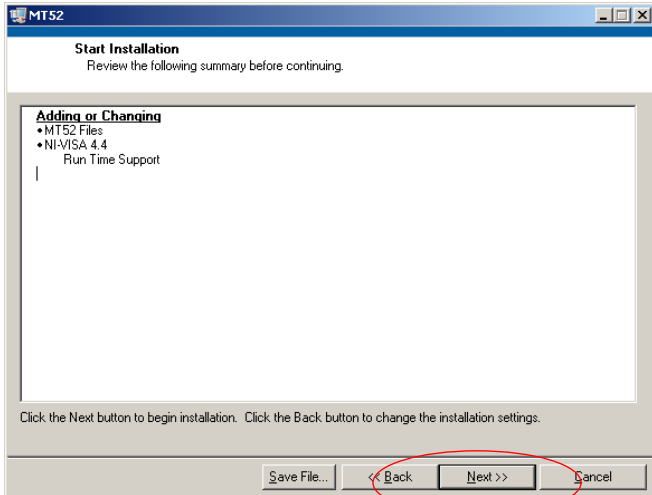 MT52
Start Installation
Review the following summary before continuing.
Adding or Changing
•MT52 Files
•NI-VISA 4.4
Run Time Support
Click the Next button to begin installation. Click the Back button to change the installation settings.
Save File... << Back Next >> Cancel